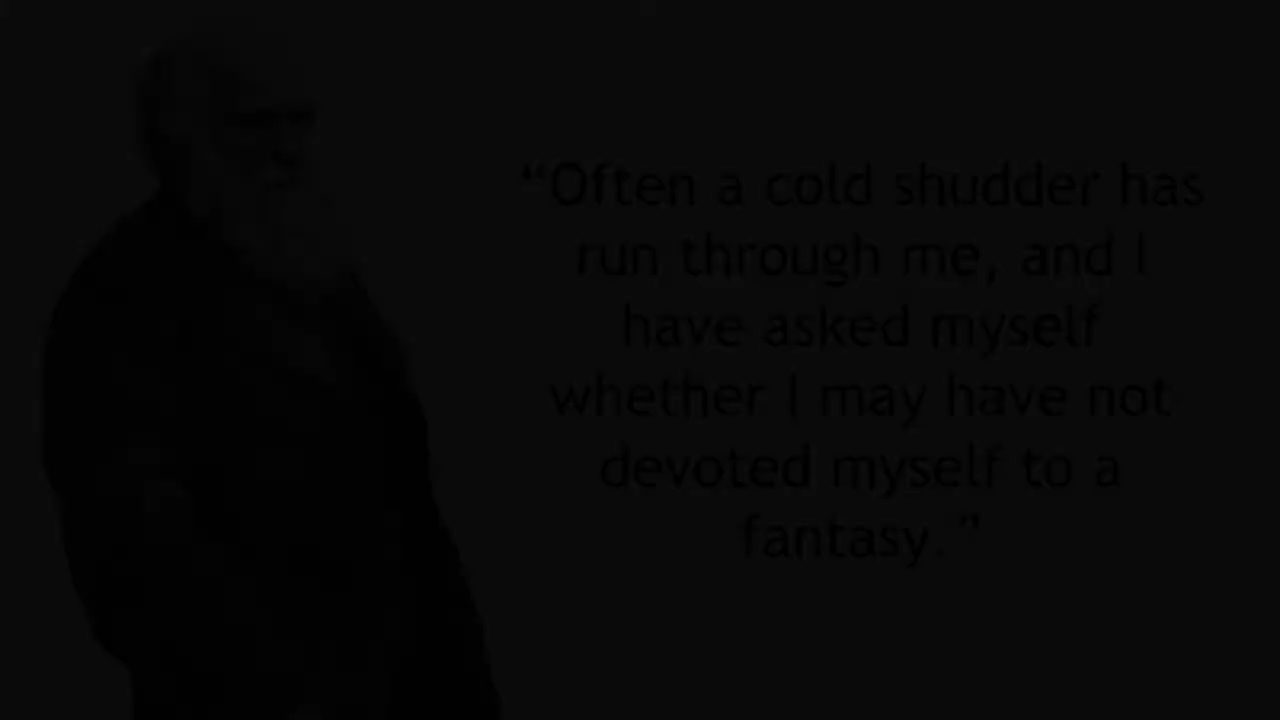 “Often a cold shudder has
run through me, and I
have asked myself
whether I may have not
devoted myself to a
fantasy.”